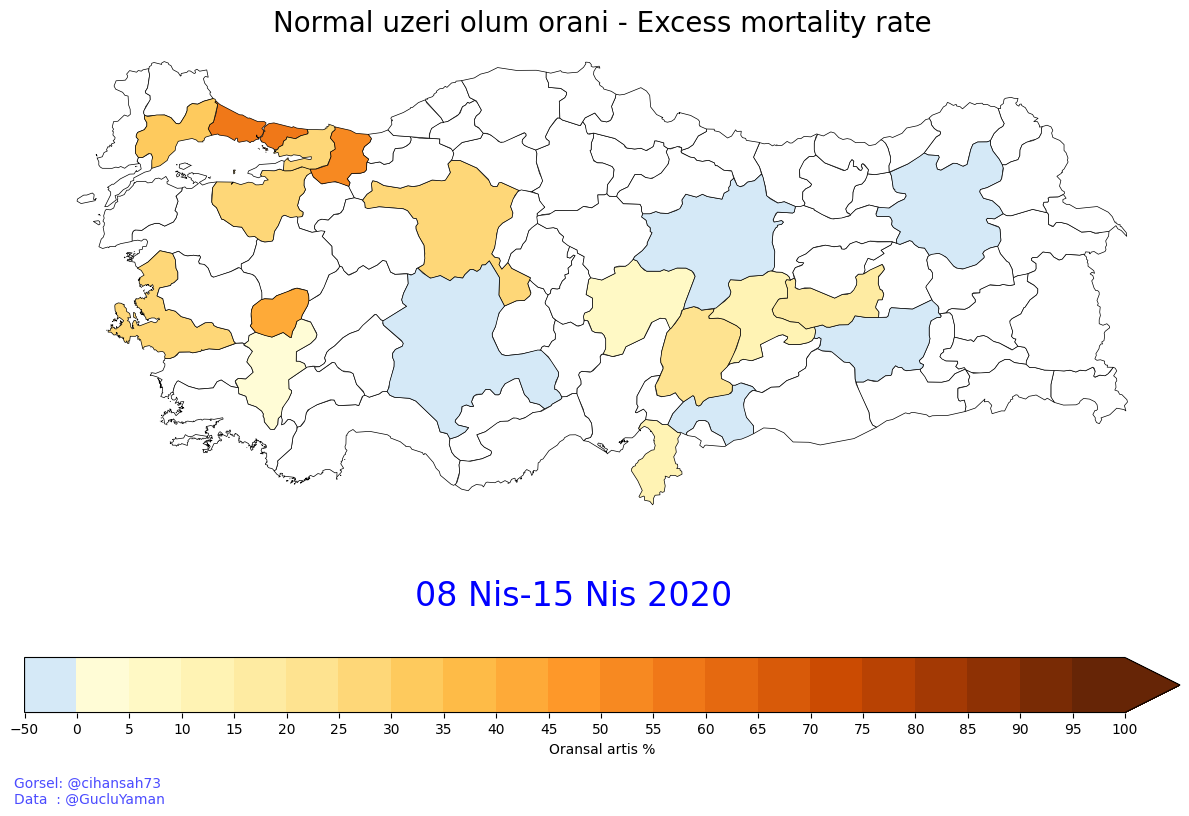 Normal uzeri olum orani - Excess mortality rate
08 Nis-15 Nis 2020
−50 0 5 10 15 20 25 30 35 40 45 50 55 60 65 70 75 80 85 90 95 100
Oransal artis %
Gorsel: @cihansah73
Data  : @GucluYaman